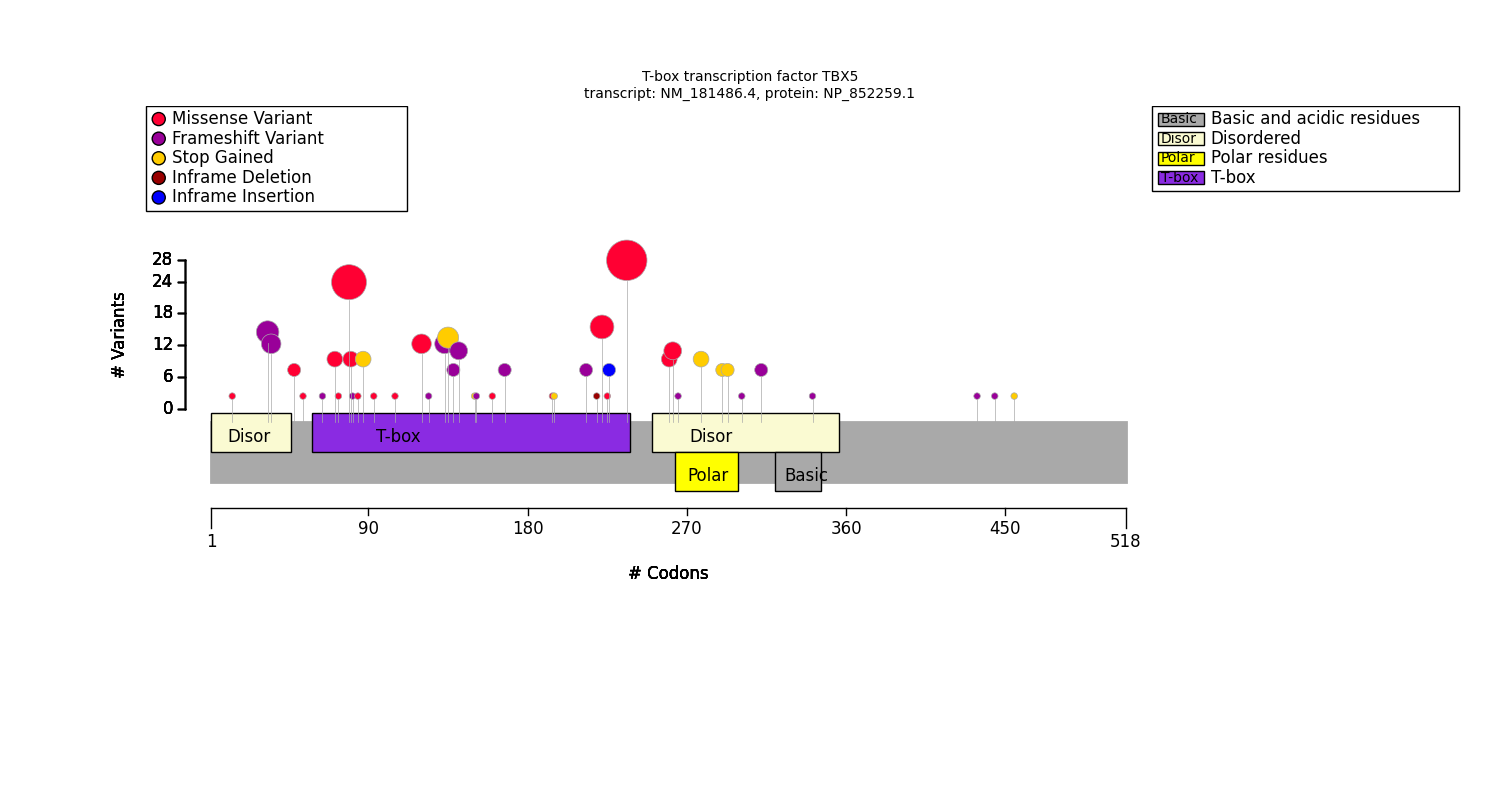 T-box transcription factor TBX5
transcript: NM_181486.4, protein: NP_852259.1
Missense Variant
Frameshift Variant
Stop Gained
Inframe Deletion
Inframe Insertion
Basic Basic and acidic residues
Disor Disordered
Polar Polar residues
T-box T-box
28
24
18
12
6
0
# Variants
Disor
T-box
Disor
Polar
Basic
1
90
180
270
360
450
518
# Codons